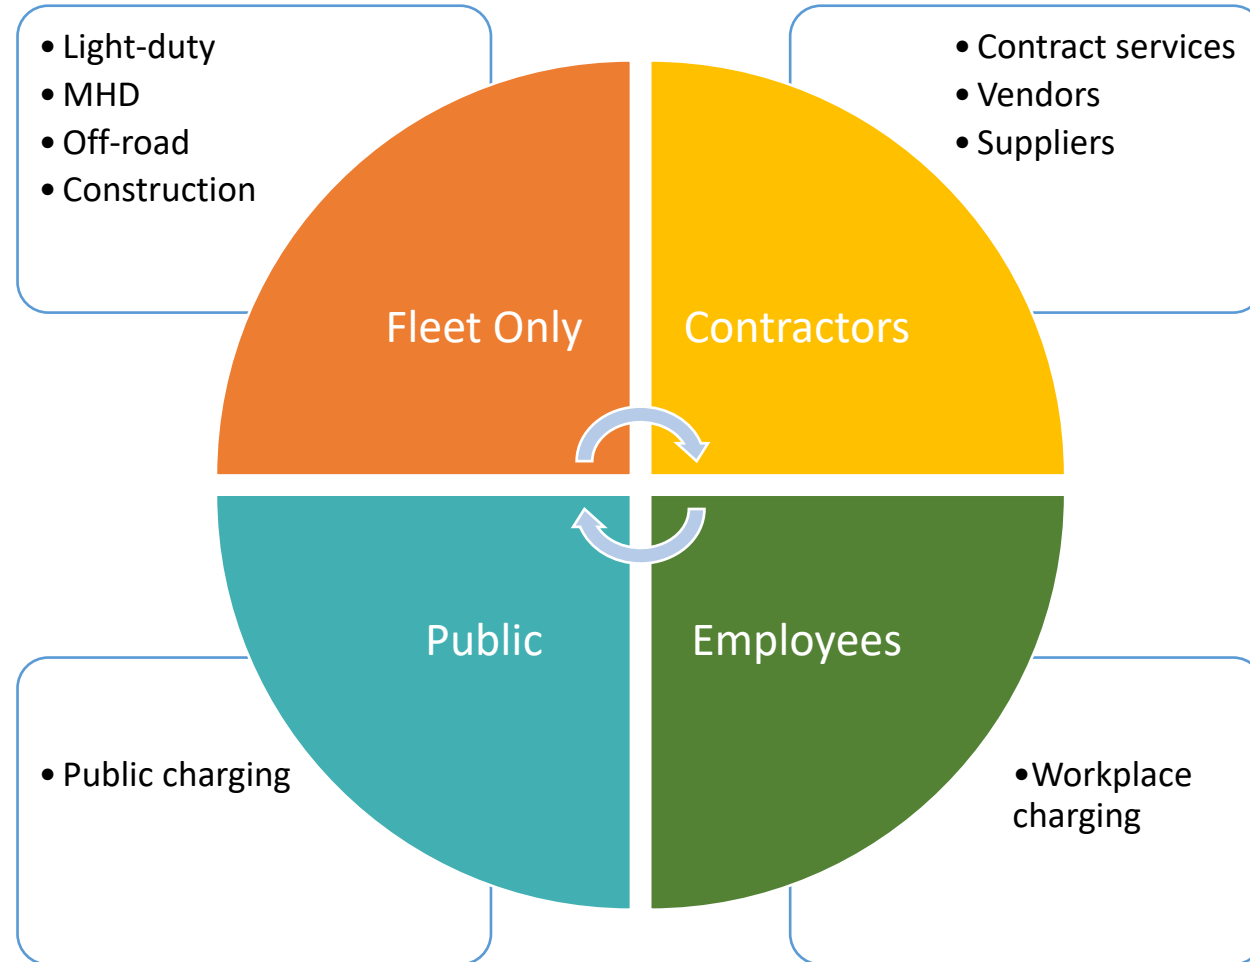 • Light-duty
• MHD
• Off-road
• Construction
• Contract services
• Vendors
• Suppliers
Fleet Only
Contractors
Public
Employees
• Public charging
•Workplace
charging